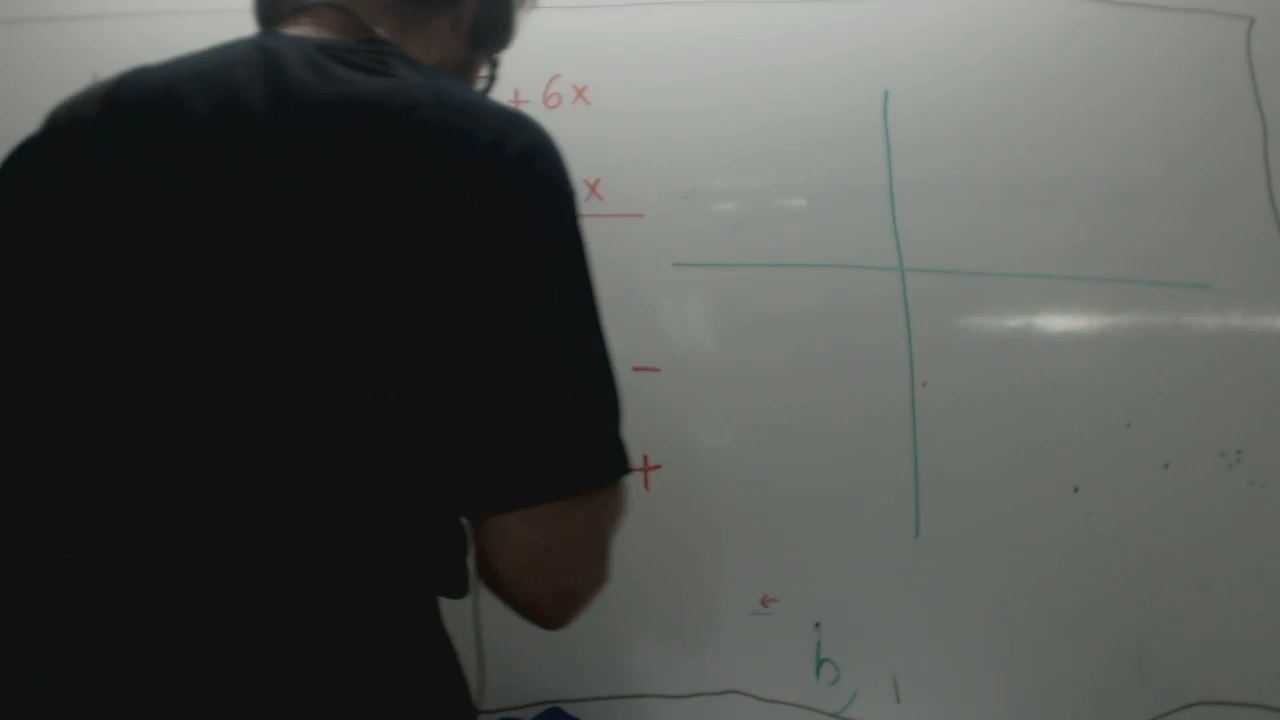 + 6x
x
−
+
←
b